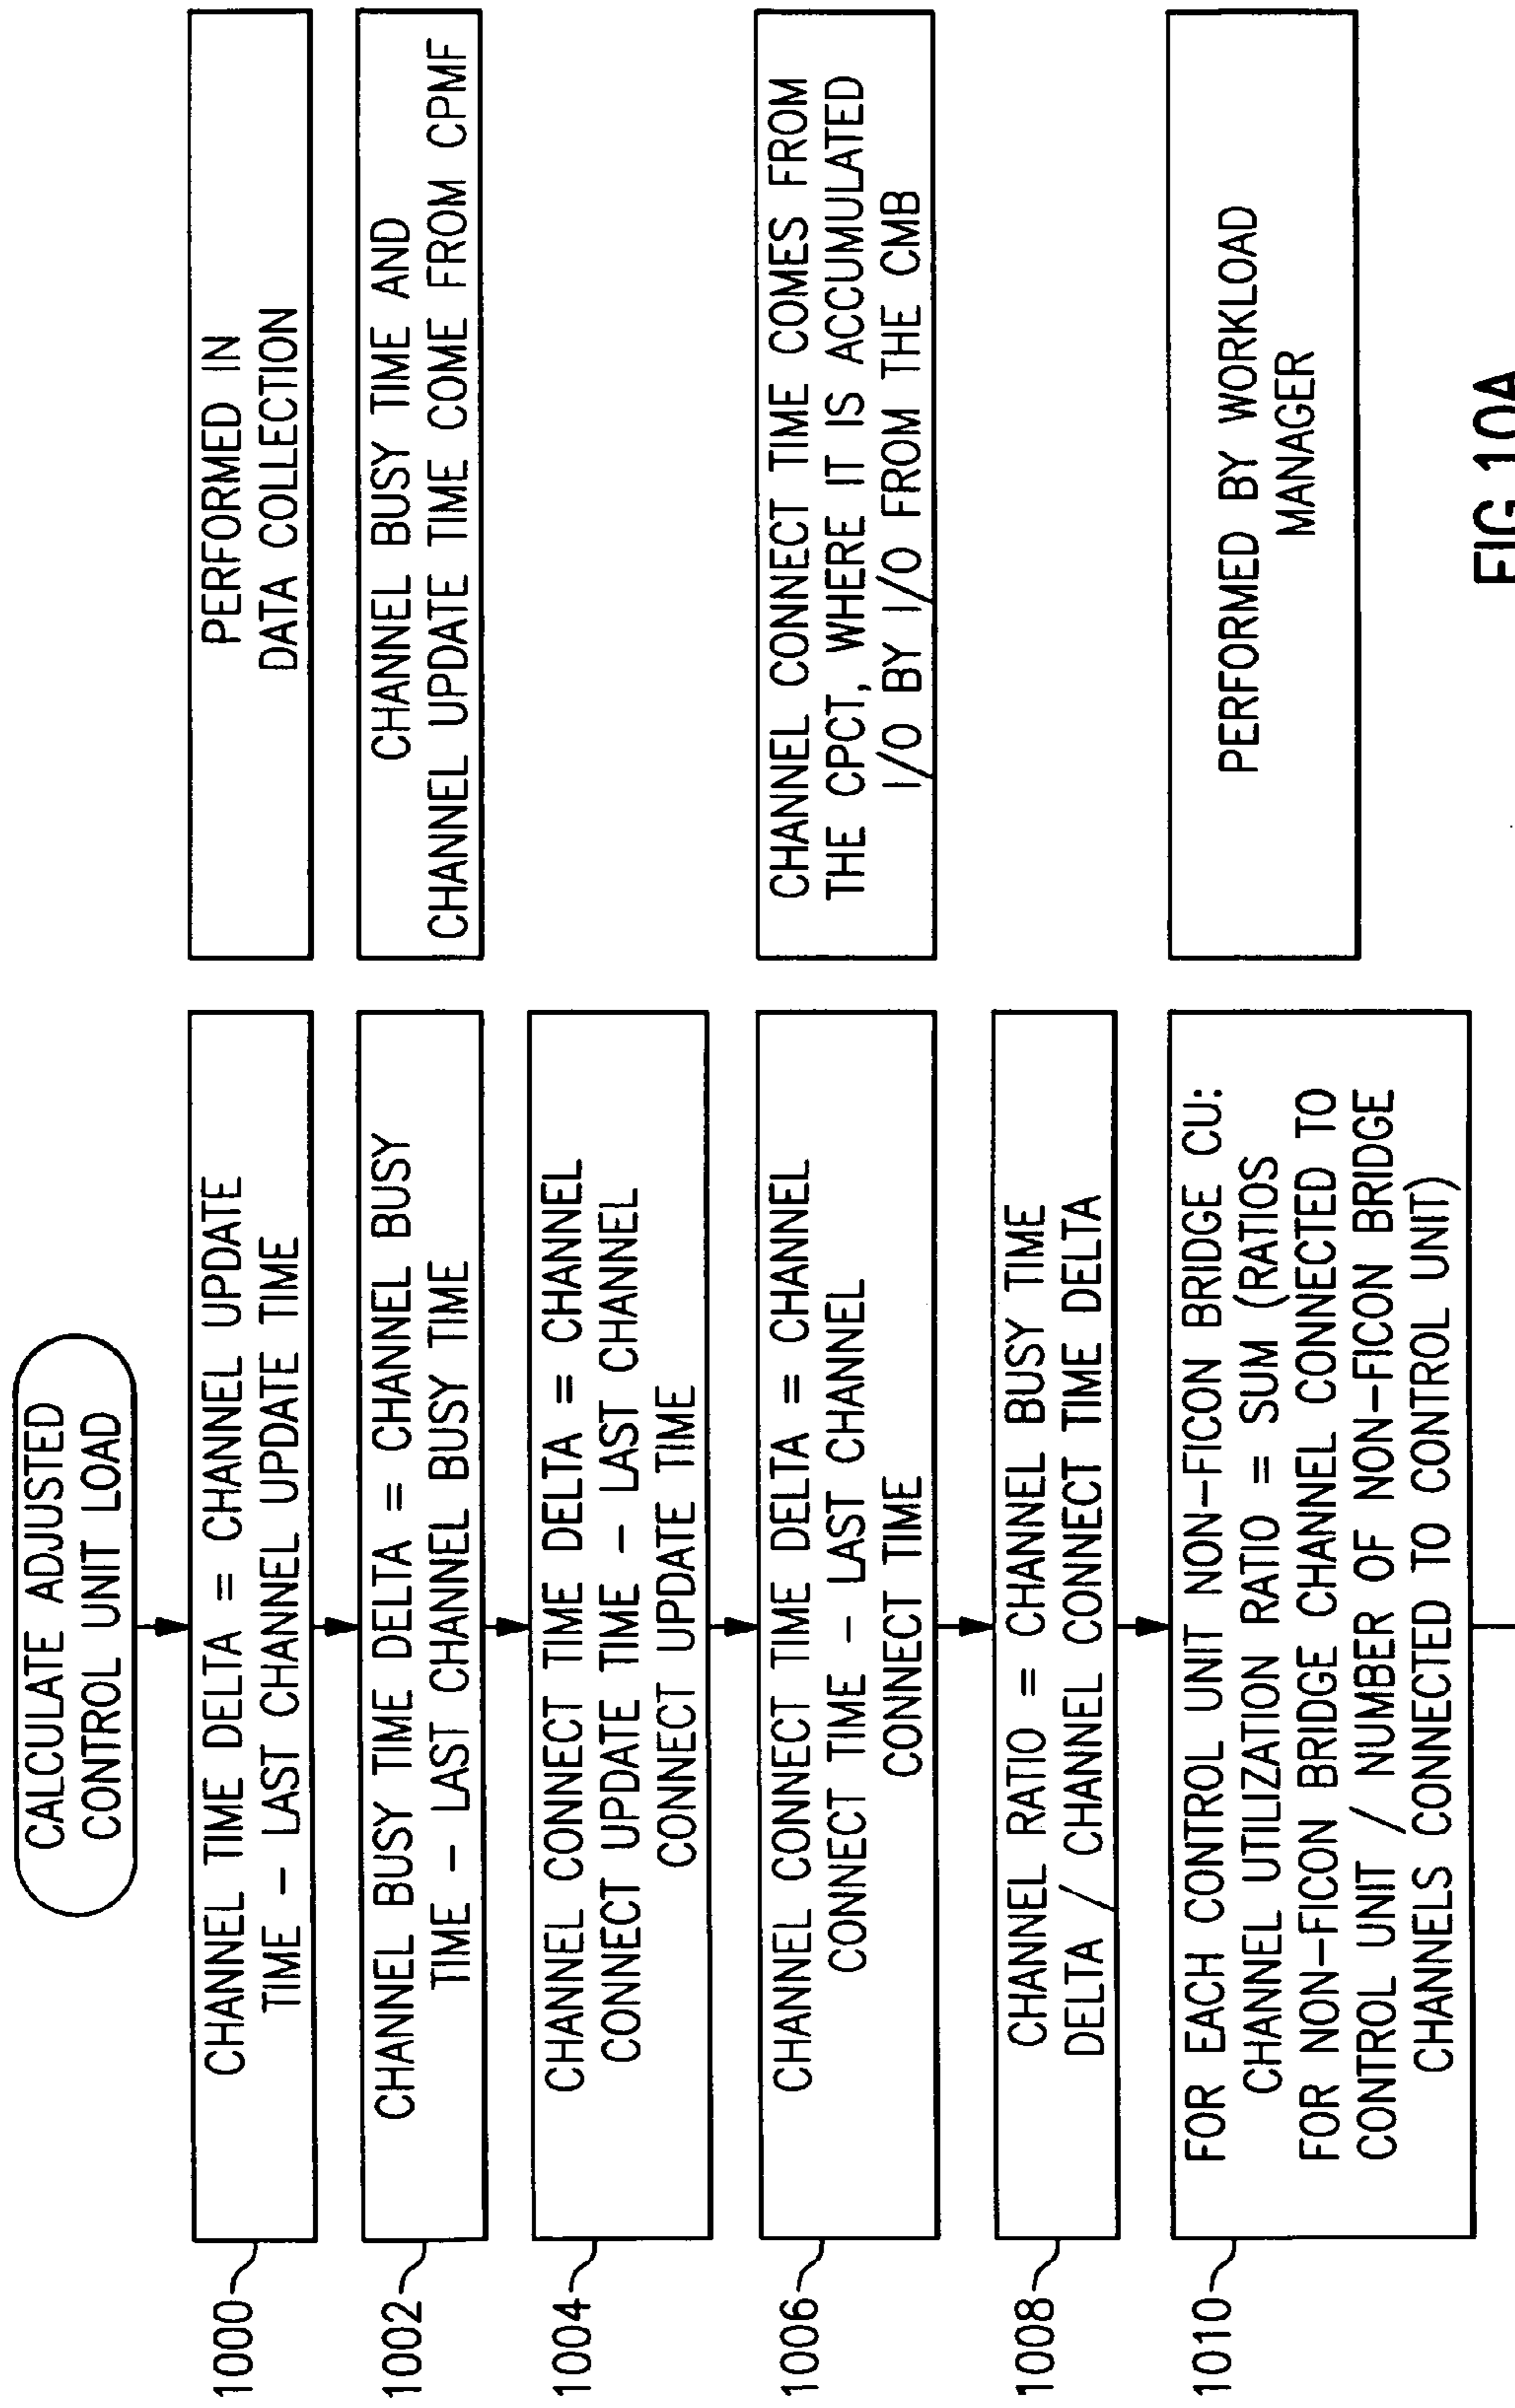 CALCULATE ADJUSTED
CONTROL UNIT LOAD
1000
CHANNEL TIME DELTA = CHANNEL UPDATE
TIME – LAST CHANNEL UPDATE TIME
PERFORMED IN
DATA COLLECTION
1002
CHANNEL BUSY TIME DELTA = CHANNEL BUSY
TIME – LAST CHANNEL BUSY TIME
CHANNEL BUSY TIME AND
CHANNEL UPDATE TIME COME FROM CPMF
1004
CHANNEL CONNECT TIME DELTA = CHANNEL
CONNECT UPDATE TIME – LAST CHANNEL
CONNECT UPDATE TIME
1006
CHANNEL CONNECT TIME DELTA = CHANNEL
CONNECT TIME – LAST CHANNEL
CONNECT TIME
CHANNEL CONNECT TIME COMES FROM
THE CPCT, WHERE IT IS ACCUMULATED
I/O BY I/O FROM THE CMB
1008
CHANNEL RATIO = CHANNEL BUSY TIME
DELTA / CHANNEL CONNECT TIME DELTA
1010
FOR EACH CONTROL UNIT NON–FICON BRIDGE CU:
CHANNEL UTILIZATION RATIO = SUM (RATIOS
FOR NON–FICON BRIDGE CHANNEL CONNECTED TO
CONTROL UNIT / NUMBER OF NON–FICON BRIDGE
CHANNELS CONNECTED TO CONTROL UNIT)
PERFORMED BY WORKLOAD
MANAGER
FIG.10A